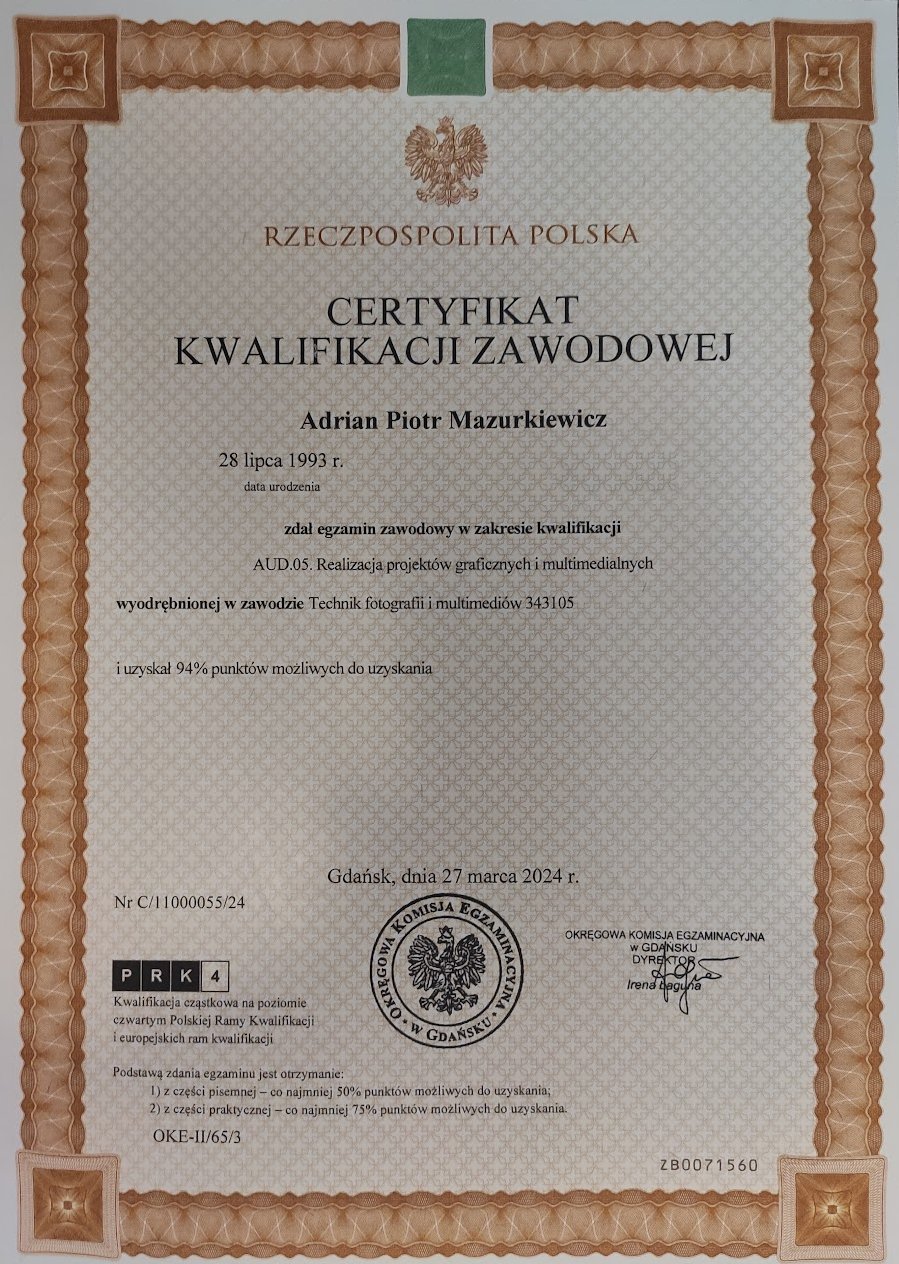 RZECZPOSPOLITA POLSKA
CERTYFIKAT
KWALIFIKACJI ZAWODOWEJ
Adrian Piotr Mazurkiewicz
28 lipca 1993 r.
data urodzenia
zdał egzamin zawodowy w zakresie kwalifikacji
AUD.05. Realizacja projektów graficznych i multimedialnych
wyodrębnionej w zawodzie Technik fotografii i multimediów 343105
i uzyskał 94% punktów możliwych do uzyskania
Gdańsk, dnia 27 marca 2024 r.
Nr C/11000055/24
OKRĘGOWA KOMISJA EGZAMINACYJNA
W GDAŃSKU
OKRĘGOWA KOMISJA EGZAMINACYJNA
w GDAŃSKU
DYREKTOR
Irena Łaguna
PRK4
Kwalifikacja cząstkowa na poziomie
czwartym Polskiej Ramy Kwalifikacji
i europejskich ram kwalifikacji
Podstawą zdania egzaminu jest otrzymanie:
1) z części pisemnej – co najmniej 50% punktów możliwych do uzyskania;
2) z części praktycznej – co najmniej 75% punktów możliwych do uzyskania.
OKE-II/65/3
ZB0071560